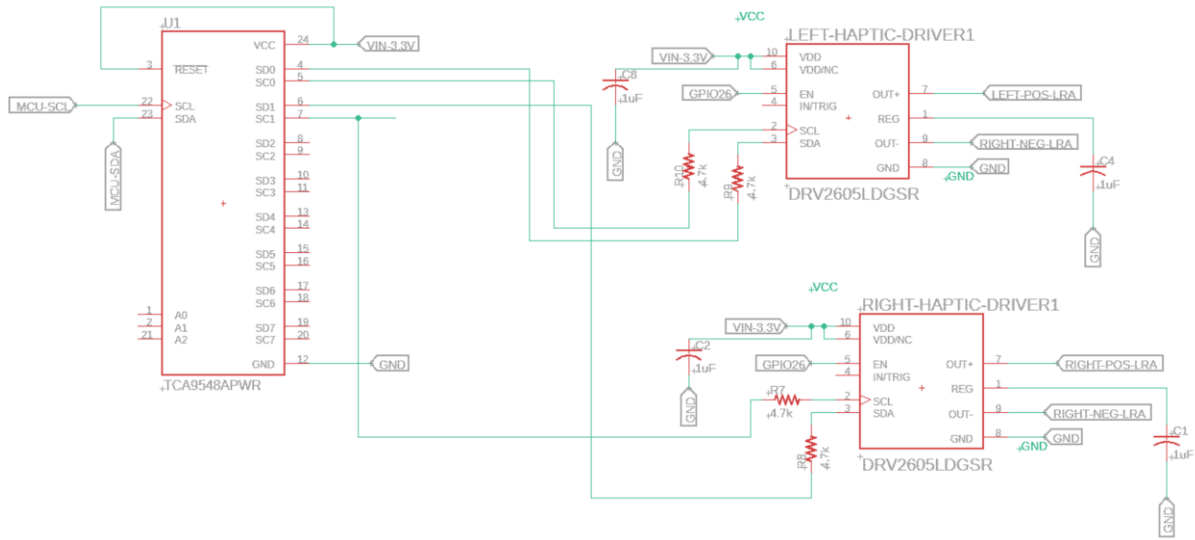 U1
VCC 24
VIN-3.3V
3 RESET
SD0 4
SC0 5
MCU-SCL
22 SCL
23 SDA
SD1 6
SC1 7
MCU-SDA
SD2 8
SC2 9
SD3 10
SC3 11
SD4 13
SC4 14
SD5 15
SC5 16
SD6 17
SC6 18
1 A0
2 A1
21 A2
SD7 19
SC7 20
GND 12
GND
TCA9548APWR
VCC
LEFT-HAPTIC-DRIVER1
VIN-3.3V
10 VDD
6 VDD/NC
C8
1uF
GND
GPIO26
5 EN
4 IN/TRIG
2 SCL
3 SDA
OUT+ 7
LEFT-POS-LRA
REG 1
OUT- 9
RIGHT-NEG-LRA
GND 8
GND
GND
C4
1uF
GND
R10
4.7k
R9
4.7k
DRV2605LDGSR
VCC
RIGHT-HAPTIC-DRIVER1
VIN-3.3V
10 VDD
6 VDD/NC
C2
1uF
GND
GPIO26
5 EN
4 IN/TRIG
R7
4.7k
2 SCL
3 SDA
OUT+ 7
RIGHT-POS-LRA
REG 1
OUT- 9
RIGHT-NEG-LRA
GND 8
GND
GND
C1
1uF
GND
R8
4.7k
DRV2605LDGSR